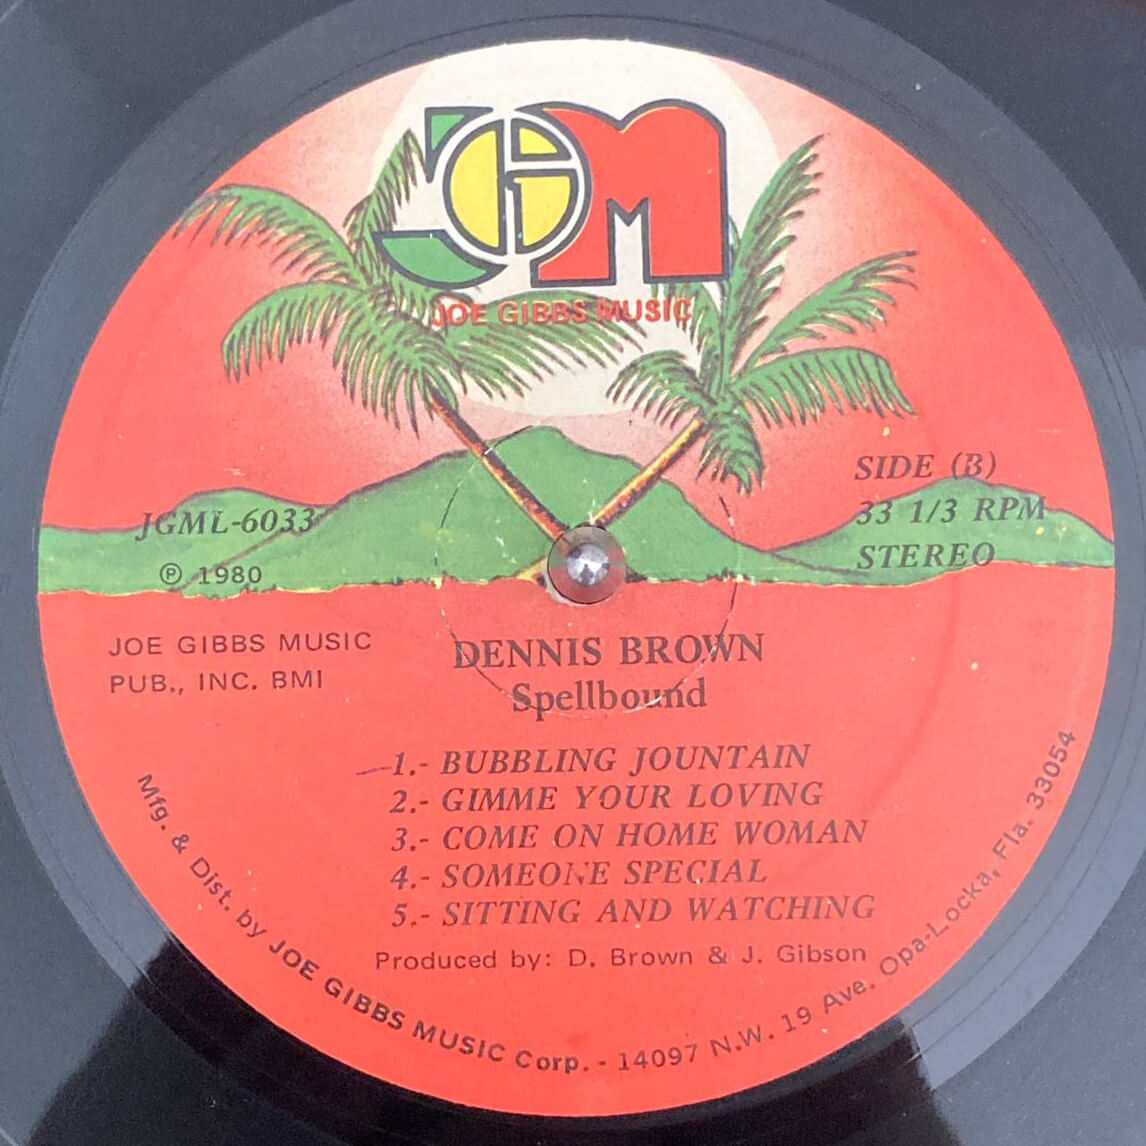 JGM
JOE GIBBS MUSIC
SIDE (B)
33 1/3 RPM
STEREO
JGML-6033
℗ 1980
JOE GIBBS MUSIC
PUB., INC. BMI
DENNIS BROWN
Spellbound
1.- BUBBLING JOUNTAIN
2.- GIMME YOUR LOVING
3.- COME ON HOME WOMAN
4.- SOMEONE SPECIAL
5.- SITTING AND WATCHING
Produced by: D. Brown & J. Gibson
Mfg. & Dist. by JOE GIBBS MUSIC Corp. - 14097 N.W. 19 Ave. Opa-Locka, Fla. 33054